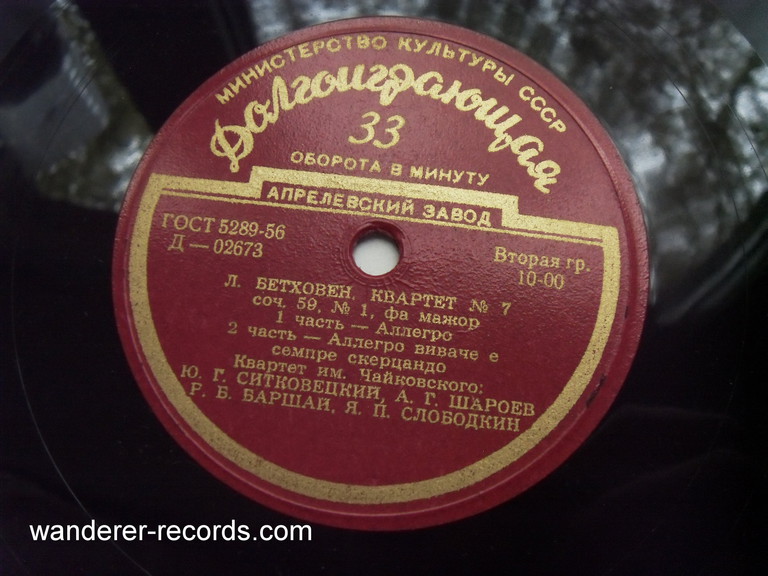 МИНИСТЕРСТВО КУЛЬТУРЫ СССР
Долгоиграющая
33
ОБОРОТА В МИНУТУ
АПРЕЛЕВСКИЙ ЗАВОД
ГОСТ 5289-56
Д — 02673
Вторая гр.
10-00
Л. БЕТХОВЕН. КВАРТЕТ № 7
соч. 59, № 1, фа мажор
1 часть — Аллегро
2 часть — Аллегро виваче е
семпре скерцандо
Квартет им. Чайковского:
Ю. Г. СИТКОВЕЦКИЙ, А. Г. ШАРОЕВ
Р. Б. БАРШАЙ, Я. П. СЛОБОДКИН
wanderer-records.com